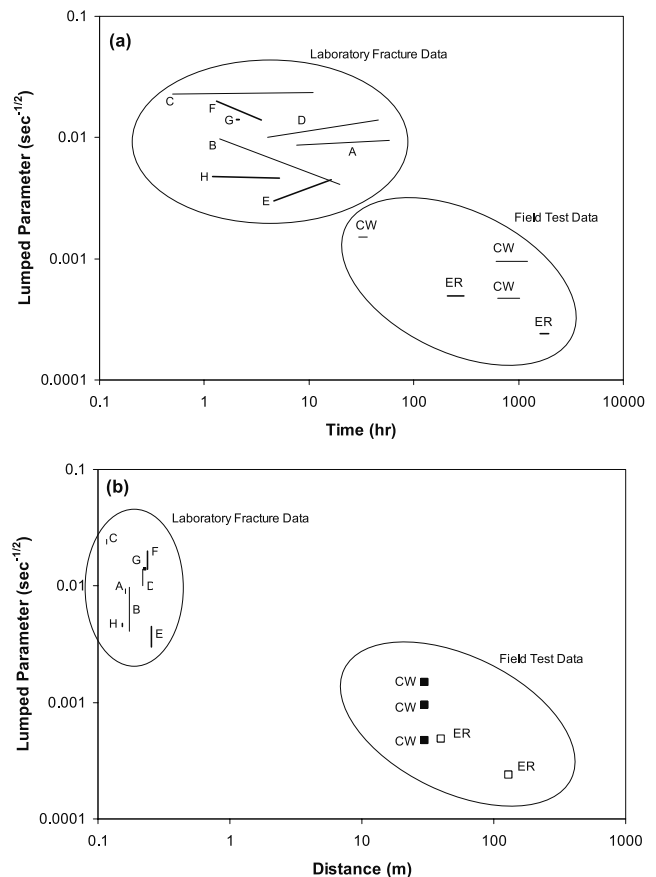 0.1
(a)
Laboratory Fracture Data
C
F
G
D
0.01
B
A
H
E
Field Test Data
CW
CW
0.001
ER
CW
ER
0.0001
0.1 1 10 100 1000 10000
Time (hr)
Lumped Parameter (sec-1/2)
0.1
(b)
Laboratory Fracture Data
C
F
G
0.01
A
D
B
H
E
Field Test Data
CW
0.001
CW
CW
ER
ER
0.0001
0.1 1 10 100 1000
Distance (m)
Lumped Parameter (sec-1/2)